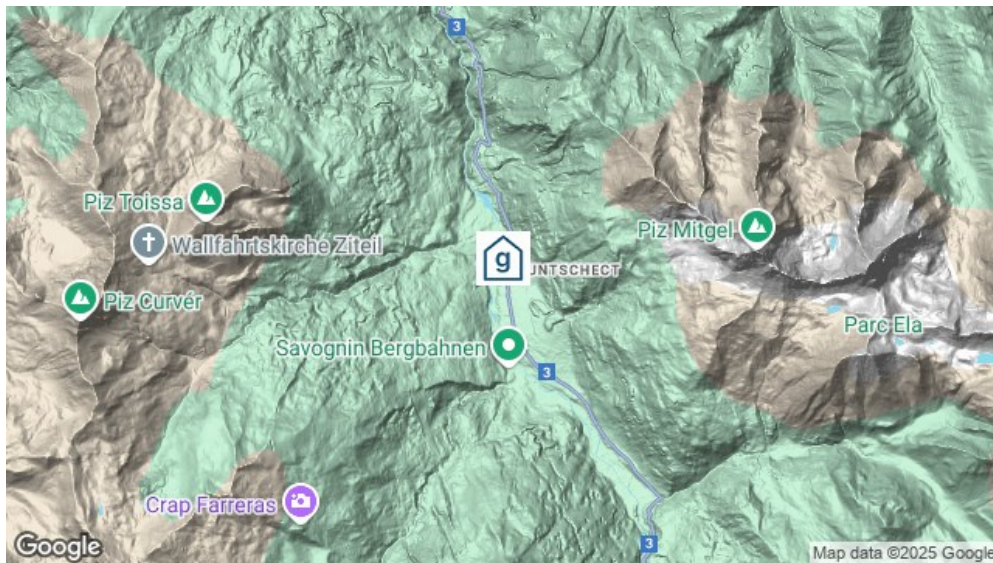 3
Piz Toissa
Wallfahrtskirche Ziteil
Piz Mitgel
g
UNTSCHECT
Piz Curvér
Parc Ela
Savognin Bergbahnen
3
Crap Farreras
3
Google
Map data ©2025 Google